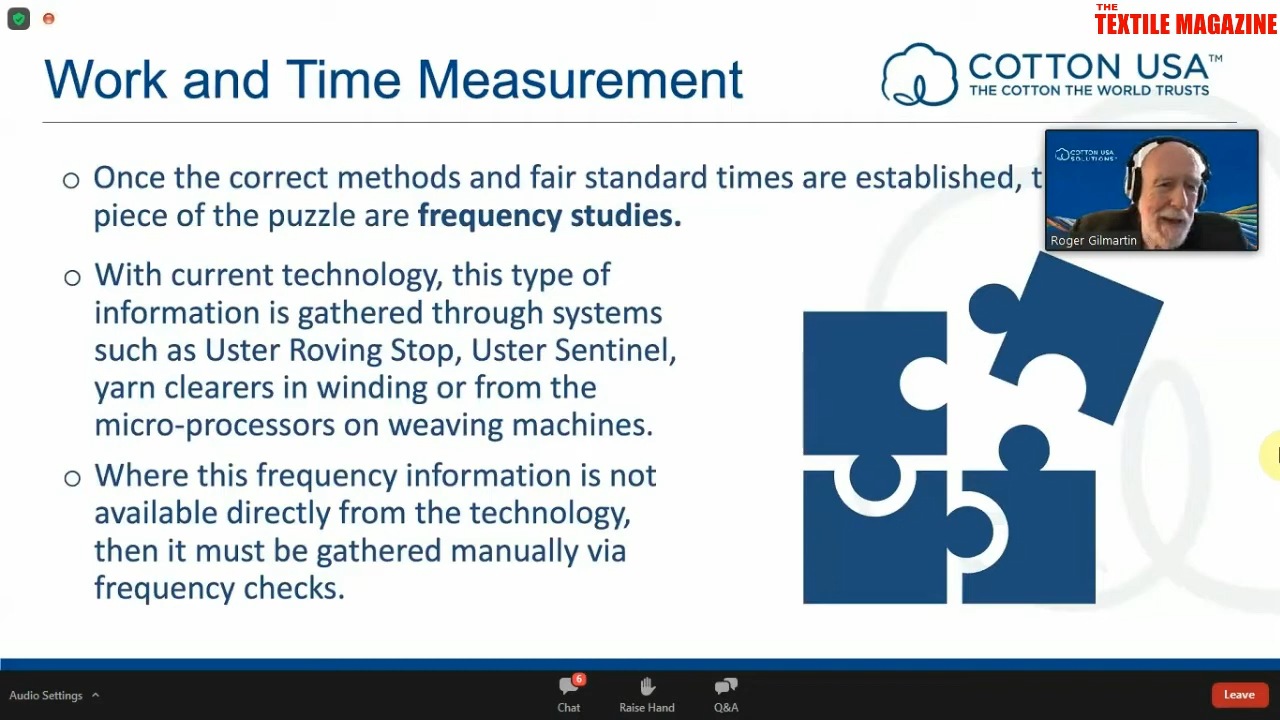 THE
TEXTILE MAGAZINE
Work and Time Measurement
COTTON USA™
THE COTTON THE WORLD TRUSTS
COTTON USA
SOLUTIONS
Roger Gilmartin
Once the correct methods and fair standard times are established,
piece of the puzzle are frequency studies.
With current technology, this type of
information is gathered through systems
such as Uster Roving Stop, Uster Sentinel,
yarn clearers in winding or from the
micro-processors on weaving machines.
Where this frequency information is not
available directly from the technology,
then it must be gathered manually via
frequency checks.
Audio Settings
6
Chat
Raise Hand
Q&A
Leave